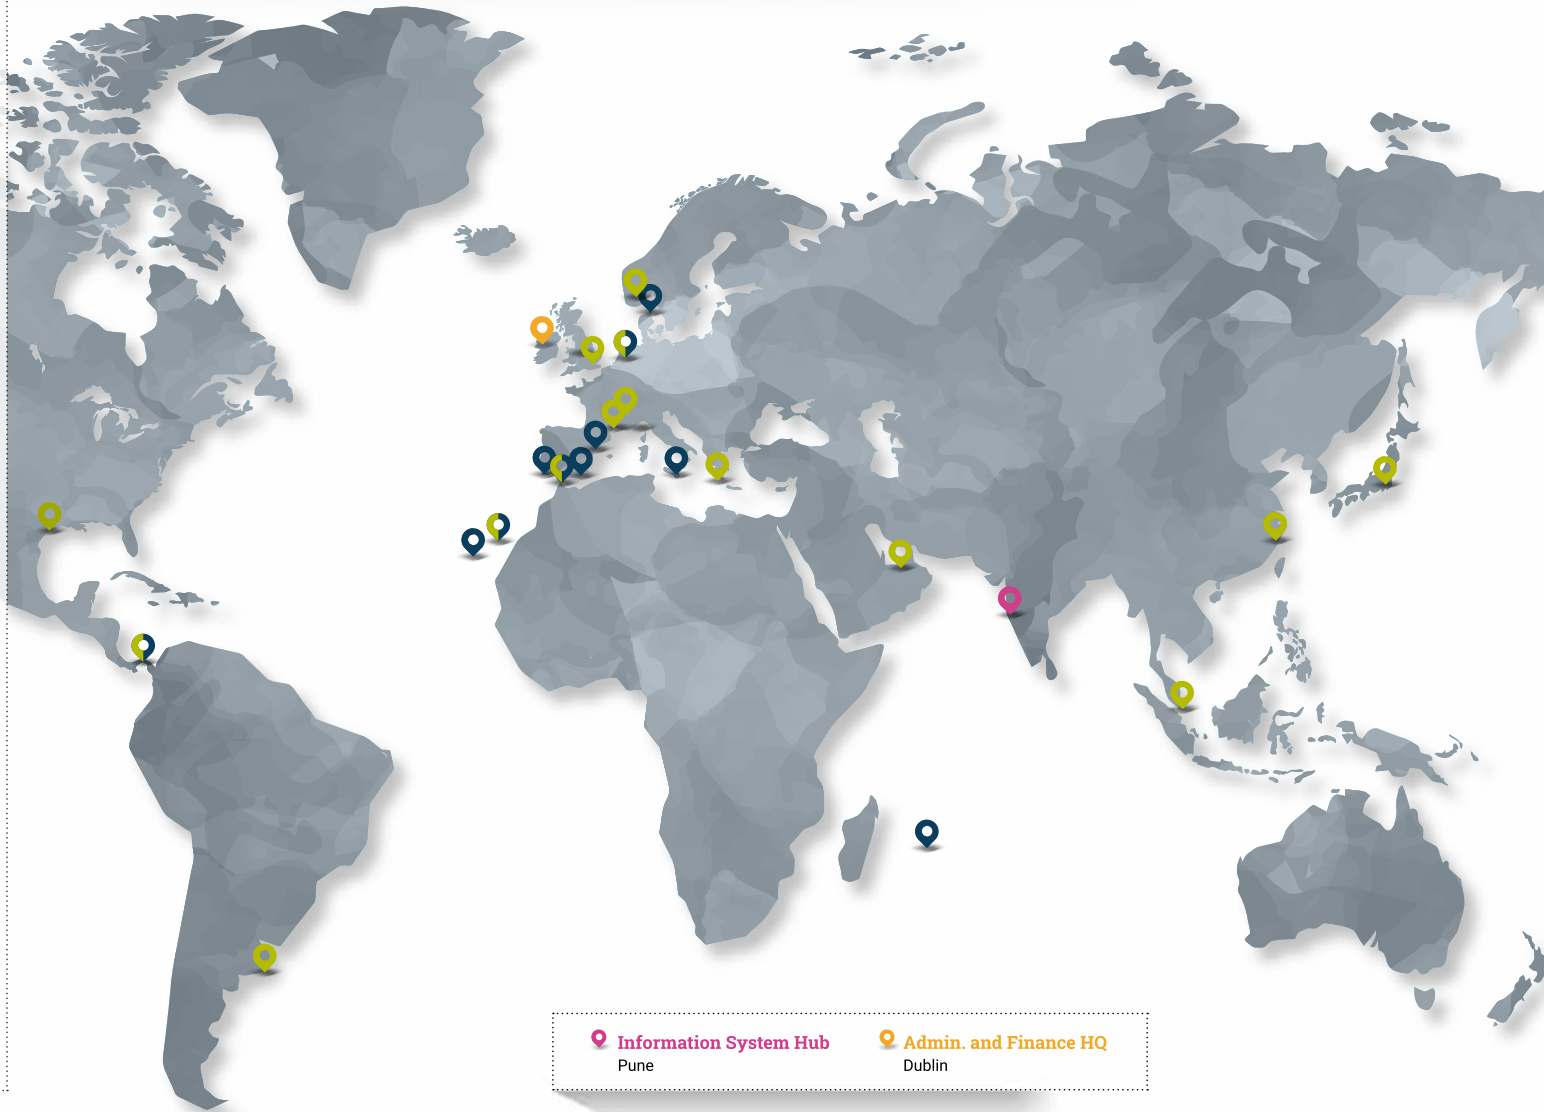 Information System Hub
Pune
Admin. and Finance HQ
Dublin